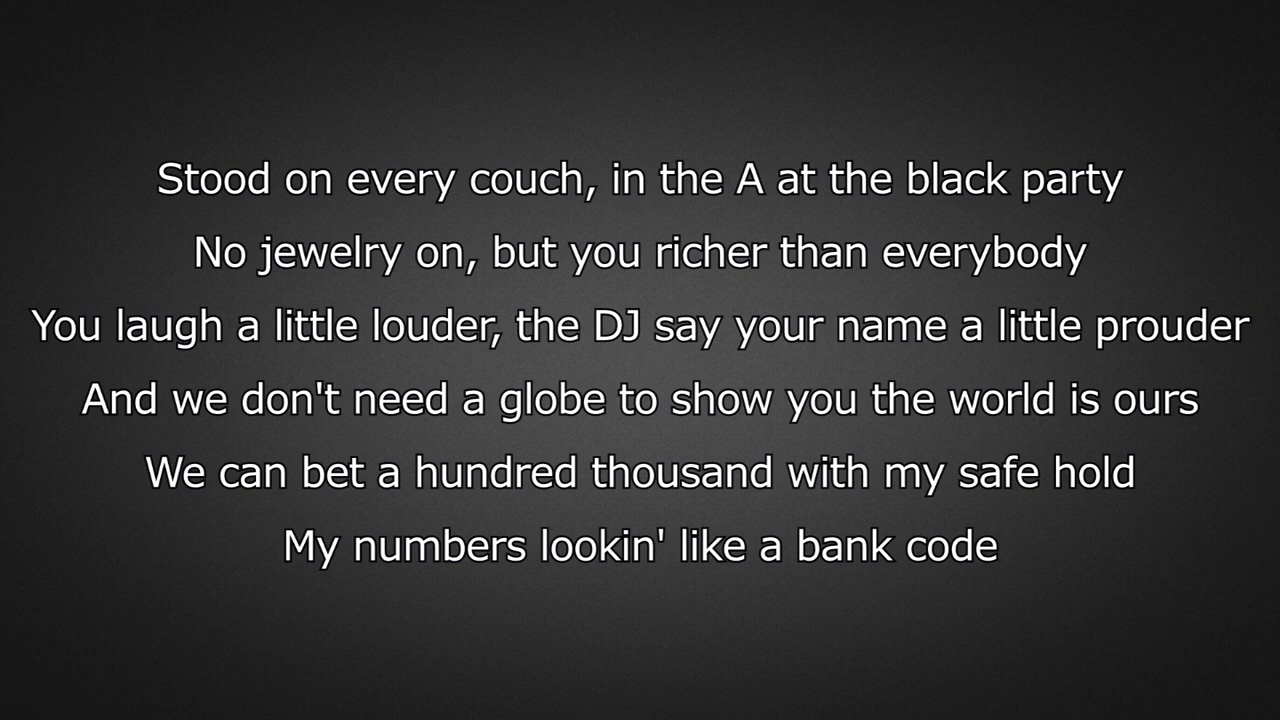 Stood on every couch, in the A at the black party
No jewelry on, but you richer than everybody
You laugh a little louder, the DJ say your name a little prouder
And we don't need a globe to show you the world is ours
We can bet a hundred thousand with my safe hold
My numbers lookin' like a bank code